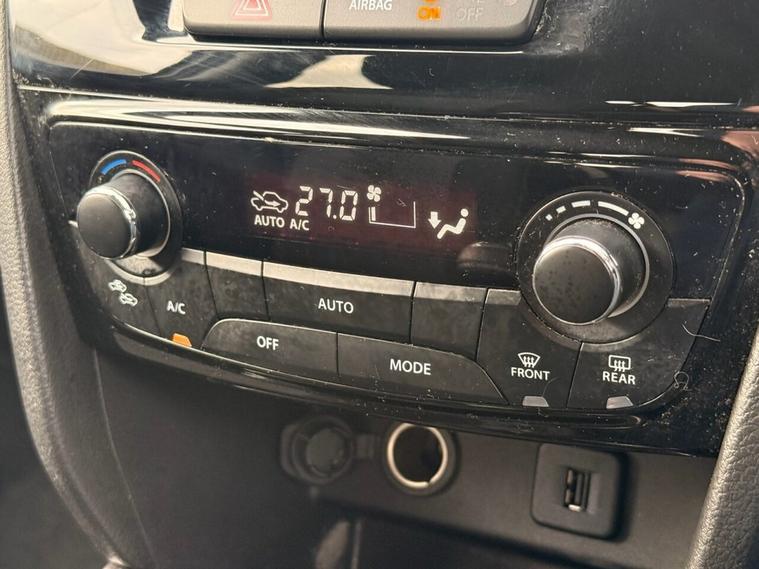 AIRBAG ON OFF
27.0
AUTO A/C
A/C AUTO
OFF MODE
FRONT REAR